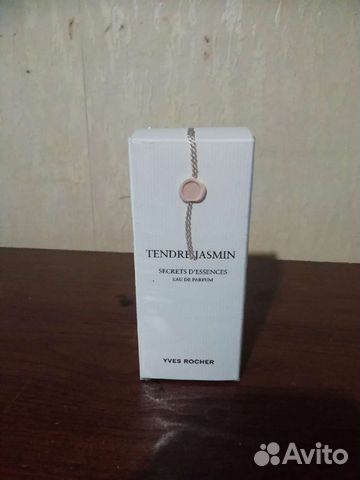 TENDRE JASMIN
SECRETS D'ESSENCES
EAU DE PARFUM
YVES ROCHER
Avito